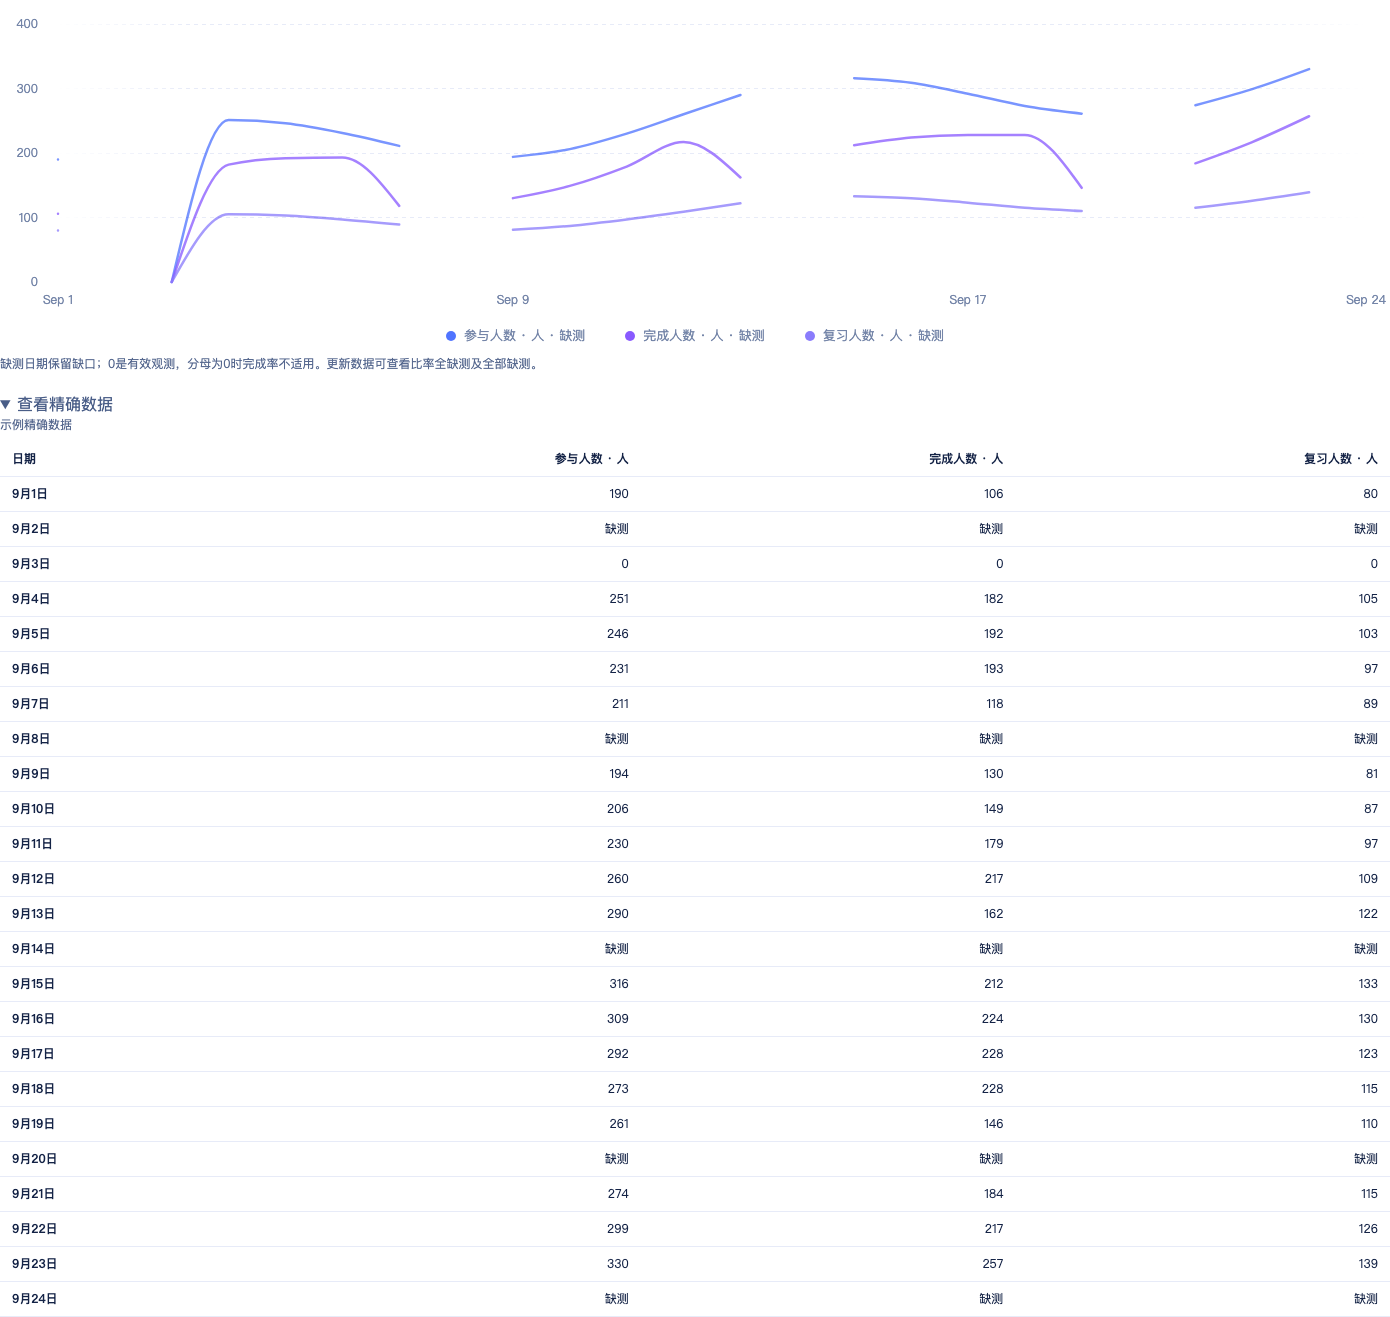 400
300
200
100
0
Sep 1 Sep 9 Sep 17 Sep 24
参与人数 · 人 · 缺测 完成人数 · 人 · 缺测 复习人数 · 人 · 缺测
缺测日期保留缺口；0是有效观测，分母为0时完成率不适用。更新数据可查看比率全缺测及全部缺测。
▼ 查看精确数据
示例精确数据
日期 参与人数 · 人 完成人数 · 人 复习人数 · 人
9月1日 190 106 80
9月2日 缺测 缺测 缺测
9月3日 0 0 0
9月4日 251 182 105
9月5日 246 192 103
9月6日 231 193 97
9月7日 211 118 89
9月8日 缺测 缺测 缺测
9月9日 194 130 81
9月10日 206 149 87
9月11日 230 179 97
9月12日 260 217 109
9月13日 290 162 122
9月14日 缺测 缺测 缺测
9月15日 316 212 133
9月16日 309 224 130
9月17日 292 228 123
9月18日 273 228 115
9月19日 261 146 110
9月20日 缺测 缺测 缺测
9月21日 274 184 115
9月22日 299 217 126
9月23日 330 257 139
9月24日 缺测 缺测 缺测